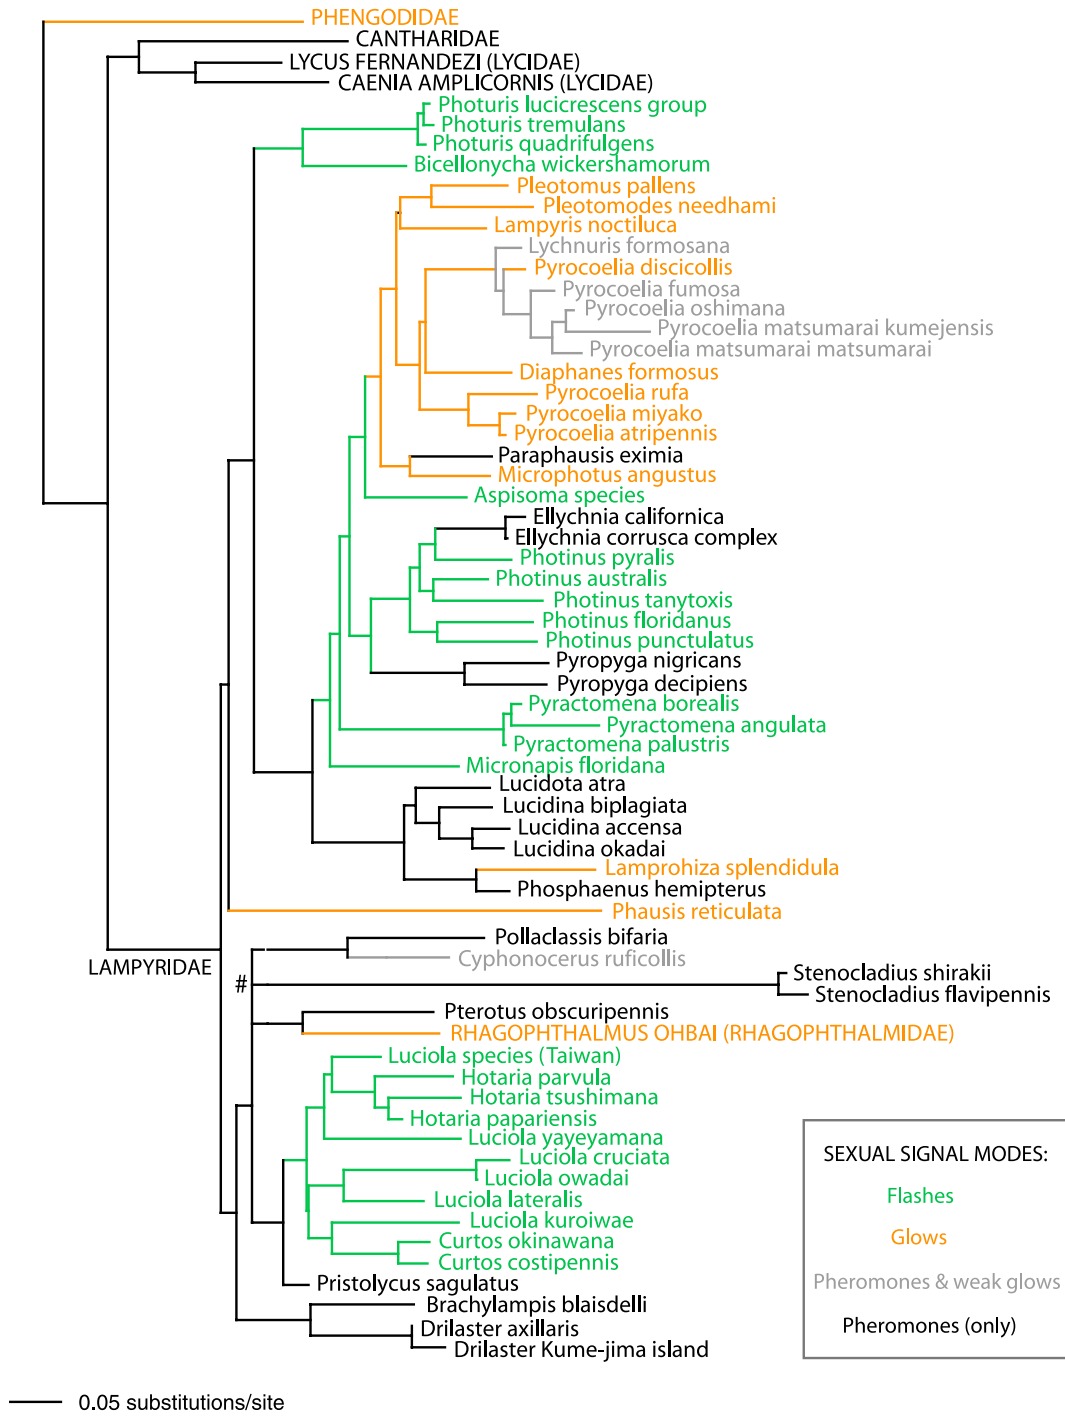 PHENGODIDAE
CANTHARIDAE
LYCUS FERNANDEZI (LYCIDAE)
CAENIA AMPLICORNIS (LYCIDAE)
Photuris lucicrescens group
Photuris tremulans
Photuris quadrifulgens
Bicellonycha wickershamorum
Pleotomus pallens
Pleotomodes needhami
Lampyris noctiluca
Lychnuris formosana
Pyrocoelia discicollis
Pyrocoelia fumosa
Pyrocoelia oshimana
Pyrocoelia matsumarai kumejensis
Pyrocoelia matsumarai matsumarai
Diaphanes formosus
Pyrocoelia rufa
Pyrocoelia miyako
Pyrocoelia atripennis
Paraphausis eximia
Microphotus angustus
Aspisoma species
Ellychnia californica
Ellychnia corrusca complex
Photinus pyralis
Photinus australis
Photinus tanytoxis
Photinus floridanus
Photinus punctulatus
Pyropyga nigricans
Pyropyga decipiens
Pyractomena borealis
Pyractomena angulata
Pyractomena palustris
Micronapis floridana
Lucidota atra
Lucidina biplagiata
Lucidina accensa
Lucidina okadai
Lamprohiza splendidula
Phosphaenus hemipterus
Phausis reticulata
Pollaclassis bifaria
Cyphonocerus ruficollis
LAMPYRIDAE
#
Stenocladius shirakii
Stenocladius flavipennis
Pterotus obscuripennis
RHAGOPHTHALMUS OHBAI (RHAGOPHTHALMIDAE)
Luciola species (Taiwan)
Hotaria parvula
Hotaria tsushimana
Hotaria papariensis
Luciola yayeyamana
Luciola cruciata
Luciola owadai
Luciola lateralis
Luciola kuroiwae
Curtos okinawana
Curtos costipennis
Pristolycus sagulatus
Brachylampis blaisdelli
Drilaster axillaris
Drilaster Kume-jima island
SEXUAL SIGNAL MODES:
Flashes
Glows
Pheromones & weak glows
Pheromones (only)
0.05 substitutions/site